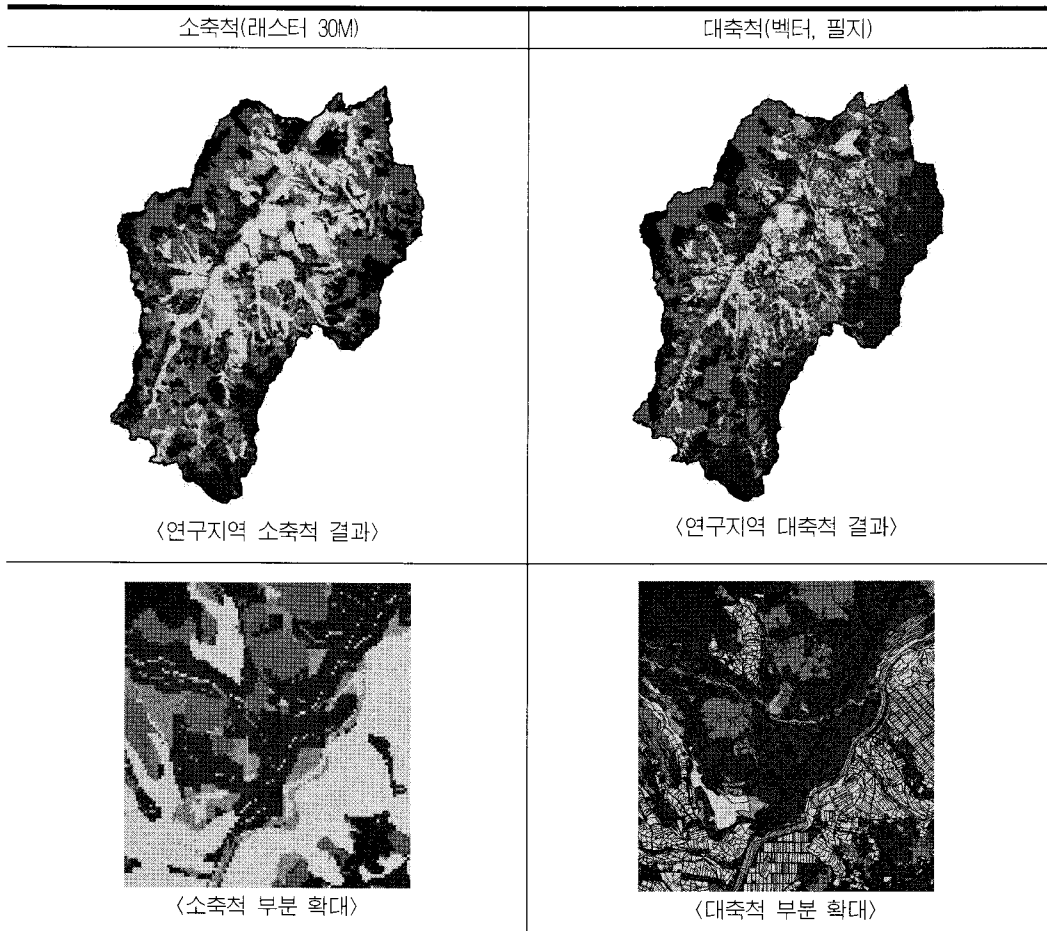 소축척(래스터 30M)
대축척(벡터, 필지)
<연구지역 소축척 결과>
<연구지역 대축척 결과>
<소축척 부분 확대>
<대축척 부분 확대>